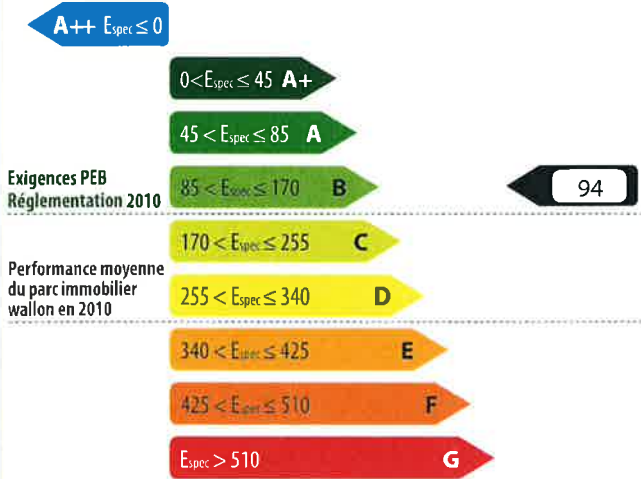 A++ Espec ≤ 0
0<Espec ≤ 45 A+
45 < Espec ≤ 85 A
Exigences PEB
Réglementation 2010
85 < Espec ≤ 170 B
94
170 < Espec ≤ 255 C
Performance moyenne
du parc immobilier
wallon en 2010
255 < Espec ≤ 340 D
340 < Espec ≤ 425 E
425 < Espec ≤ 510 F
Espec > 510 G